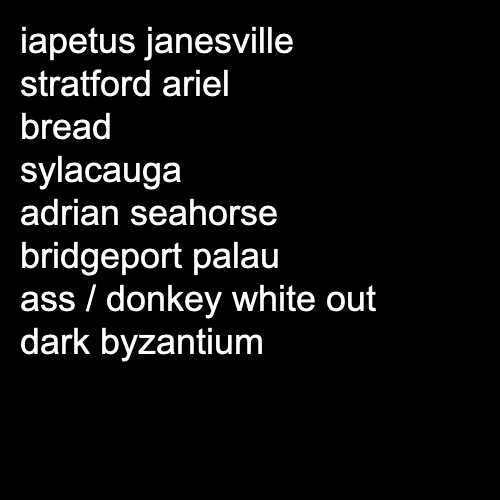 iapetus janesville
stratford ariel
bread
sylacauga
adrian seahorse
bridgeport palau
ass / donkey white out
dark byzantium